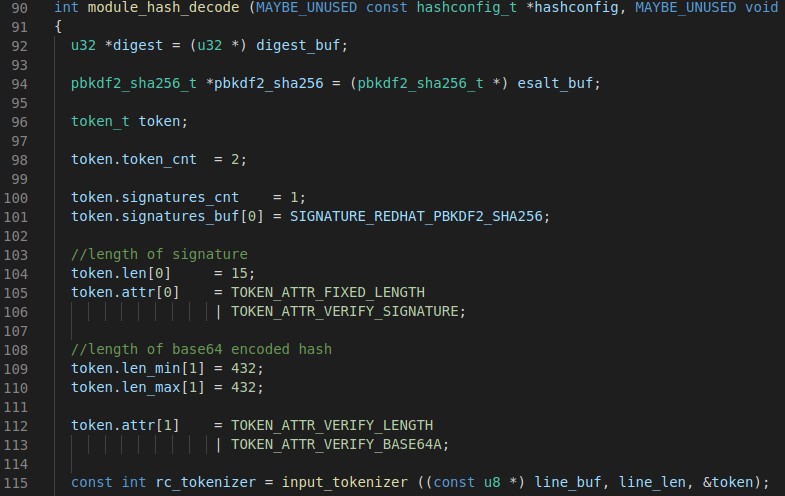 90 int module_hash_decode (MAYBE_UNUSED const hashconfig_t *hashconfig, MAYBE_UNUSED void
91 {
92   u32 *digest = (u32 *) digest_buf;
93
94   pbkdf2_sha256_t *pbkdf2_sha256 = (pbkdf2_sha256_t *) esalt_buf;
95
96   token_t token;
97
98   token.token_cnt  = 2;
99
100   token.signatures_cnt    = 1;
101   token.signatures_buf[0] = SIGNATURE_REDHAT_PBKDF2_SHA256;
102
103   //length of signature
104   token.len[0]     = 15;
105   token.attr[0]    = TOKEN_ATTR_FIXED_LENGTH
106                    | TOKEN_ATTR_VERIFY_SIGNATURE;
107
108   //length of base64 encoded hash
109   token.len_min[1] = 432;
110   token.len_max[1] = 432;
111
112   token.attr[1]    = TOKEN_ATTR_VERIFY_LENGTH
113                    | TOKEN_ATTR_VERIFY_BASE64A;
114
115   const int rc_tokenizer = input_tokenizer ((const u8 *) line_buf, line_len, &token);